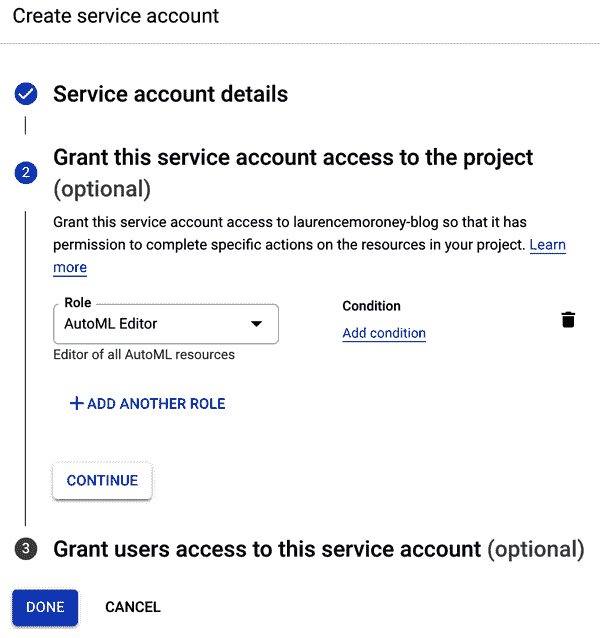 Create service account
Service account details
2
Grant this service account access to the project
(optional)
Grant this service account access to laurencemoroney-blog so that it has
permission to complete specific actions on the resources in your project. Learn
more
Role
Condition
AutoML Editor
Add condition
Editor of all AutoML resources
+ ADD ANOTHER ROLE
CONTINUE
3
Grant users access to this service account (optional)
DONE
CANCEL